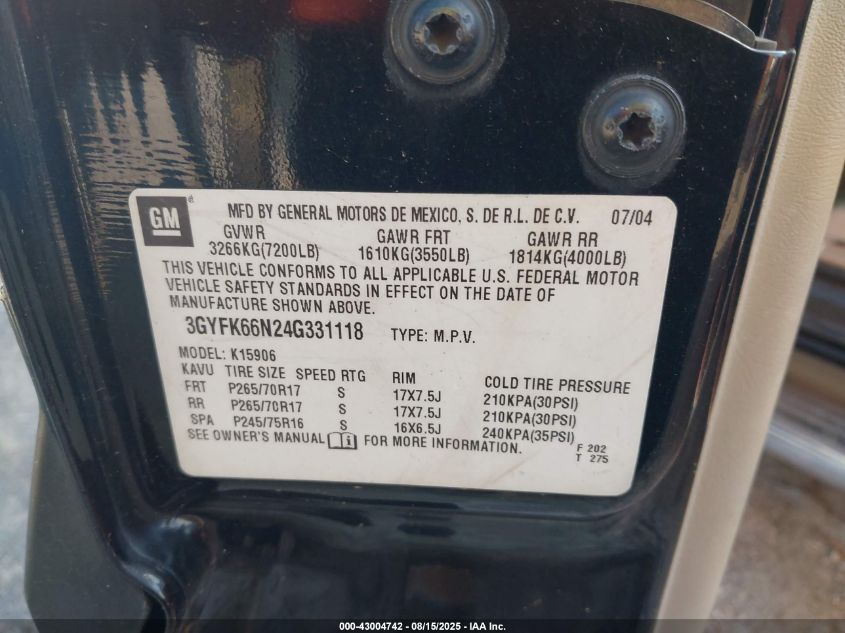 GM
MFD BY GENERAL MOTORS DE MEXICO, S. DE R.L. DE C.V. 07/04
GVWR GAWR FRT GAWR RR
3266KG(7200LB) 1610KG(3550LB) 1814KG(4000LB)
THIS VEHICLE CONFORMS TO ALL APPLICABLE U.S. FEDERAL MOTOR
VEHICLE SAFETY STANDARDS IN EFFECT ON THE DATE OF
MANUFACTURE SHOWN ABOVE.
3GYFK66N24G331118 TYPE: M.P.V.
MODEL: K15906
KAVU TIRE SIZE SPEED RTG RIM COLD TIRE PRESSURE
FRT P265/70R17 S 17X7.5J 210KPA(30PSI)
RR P265/70R17 S 17X7.5J 210KPA(30PSI)
SPA P245/75R16 S 16X6.5J 240KPA(35PSI)
SEE OWNER'S MANUAL FOR MORE INFORMATION.
F 202
T 275
000-43004742 - 08/15/2025 - IAA Inc.